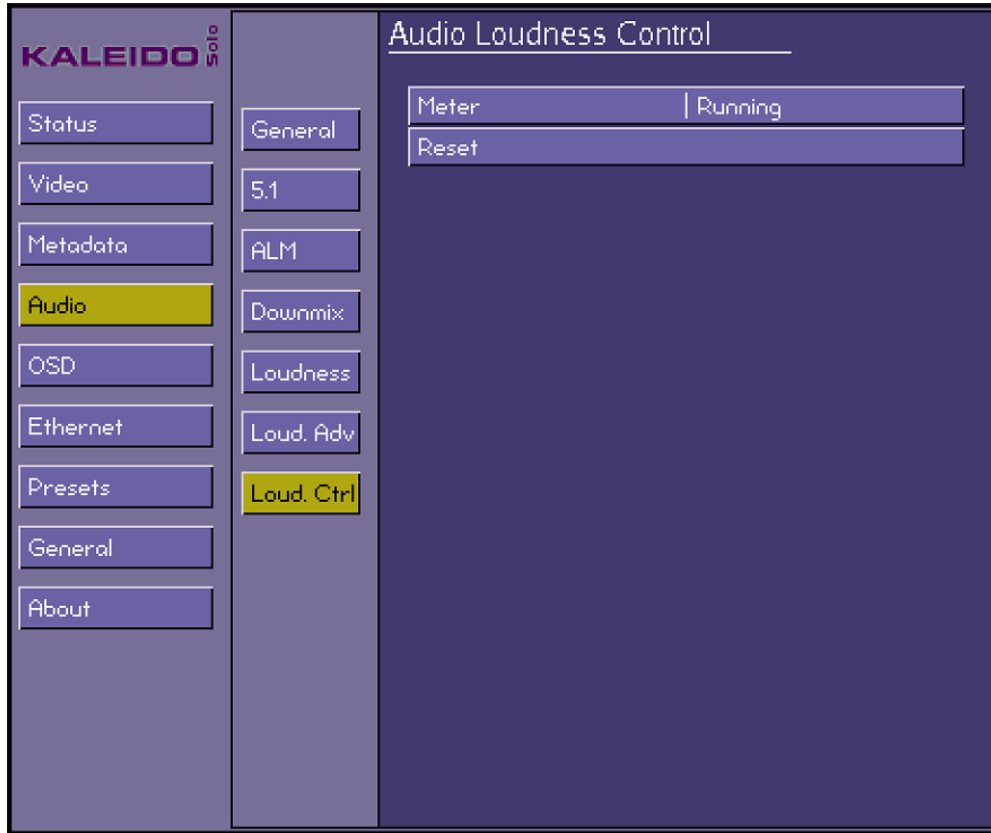 KALEIDO Solo
Status
Video
Metadata
Audio
OSD
Ethernet
Presets
General
About
General
5.1
ALM
Downmix
Loudness
Loud. Adv
Loud. Ctrl
Audio Loudness Control
Meter | Running
Reset